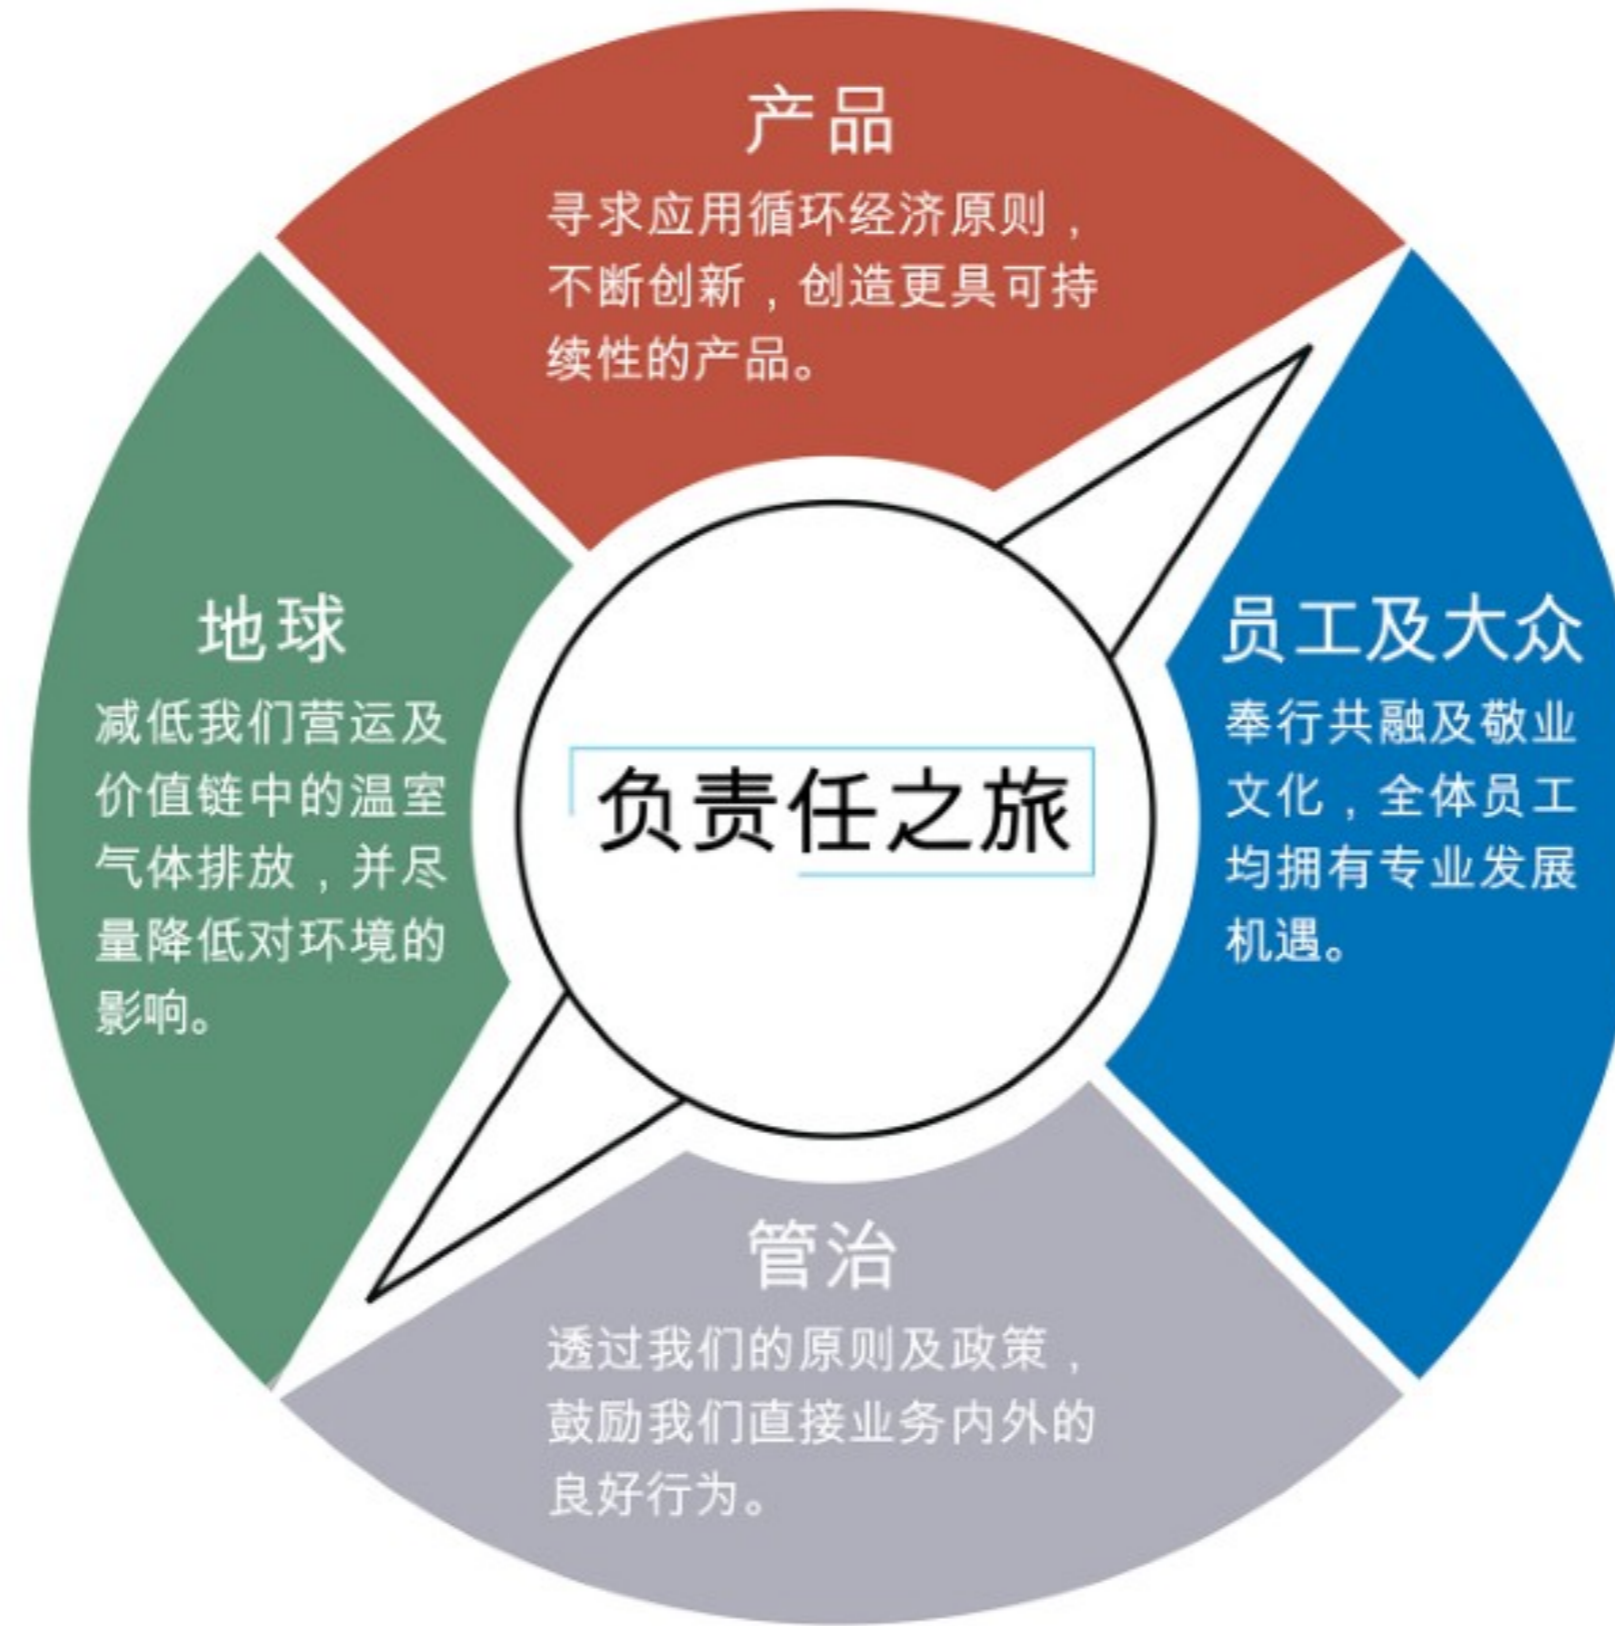 产品
寻求应用循环经济原则，
不断创新，创造更具可持
续性的产品。
地球
减低我们营运及
价值链中的温室
气体排放，并尽
量降低对环境的
影响。
负责任之旅
员工及大众
奉行共融及敬业
文化，全体员工
均拥有专业发展
机遇。
管治
透过我们的原则及政策，
鼓励我们直接业务内外的
良好行为。